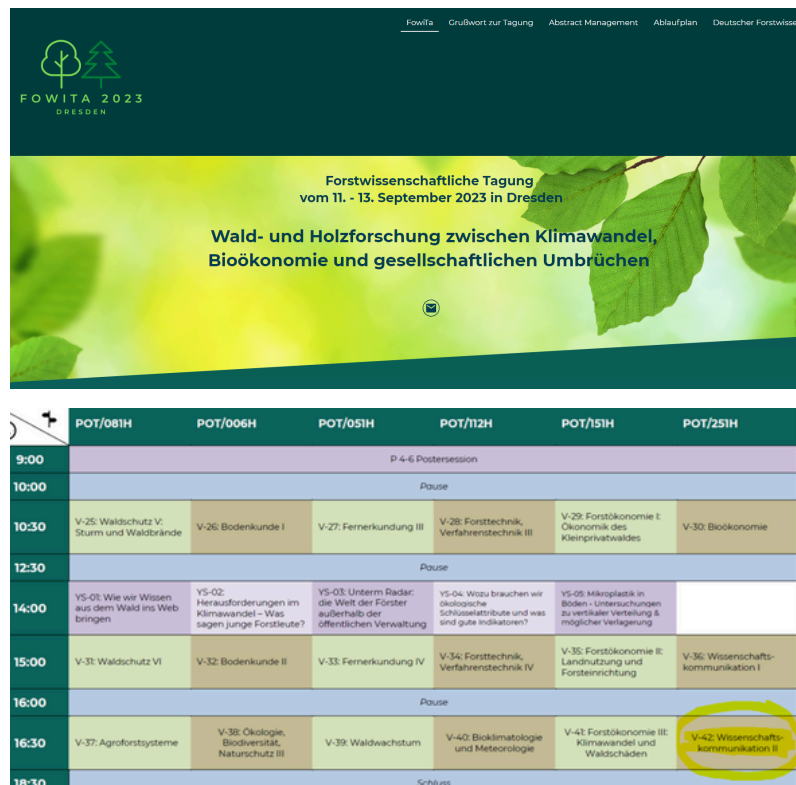 FowiTa Grußwort zur Tagung Abstract Management Ablaufplan Deutscher Forstwisse
FOWITA 2023
DRESDEN
Forstwissenschaftliche Tagung
vom 11. - 13. September 2023 in Dresden
Wald- und Holzforschung zwischen Klimawandel,
Bioökonomie und gesellschaftlichen Umbrüchen
POT/081H POT/006H POT/051H POT/112H POT/151H POT/251H
9:00
P 4-6 Postersession
10:00
Pause
10:30
V-25: Waldschutz V:
Sturm und Waldbrände
V-26: Bodenkunde I
V-27: Fernerkundung III
V-28: Forsttechnik,
Verfahrenstechnik III
V-29: Forstökonomie I:
Ökonomik des
Kleinprivatwaldes
V-30: Bioökonomie
12:30
Pause
14:00
YS-01: Wie wir Wissen
aus dem Wald ins Web
bringen
YS-02:
Herausforderungen im
Klimawandel – Was
sagen junge Forstleute?
YS-03: Unterm Radar:
die Welt der Förster
außerhalb der
öffentlichen Verwaltung
YS-04: Wozu brauchen wir
ökologische
Schlüsselattribute und was
sind gute Indikatoren?
YS-05: Mikroplastik in
Böden - Untersuchungen
zu vertikaler Verteilung &
möglicher Verlagerung
15:00
V-31: Waldschutz VI
V-32: Bodenkunde II
V-33: Fernerkundung IV
V-34: Forsttechnik,
Verfahrenstechnik IV
V-35: Forstökonomie II:
Landnutzung und
Forsteinrichtung
V-36: Wissenschafts-
kommunikation I
16:00
Pause
16:30
V-37: Agroforstsysteme
V-38: Ökologie,
Biodiversität,
Naturschutz III
V-39: Waldwachstum
V-40: Bioklimatologie
und Meteorologie
V-41: Forstökonomie III:
Klimawandel und
Waldschäden
V-42: Wissenschafts-
kommunikation II
18:30
Schluss